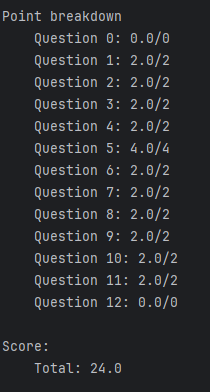 Point breakdown
    Question 0: 0.0/0
    Question 1: 2.0/2
    Question 2: 2.0/2
    Question 3: 2.0/2
    Question 4: 2.0/2
    Question 5: 4.0/4
    Question 6: 2.0/2
    Question 7: 2.0/2
    Question 8: 2.0/2
    Question 9: 2.0/2
    Question 10: 2.0/2
    Question 11: 2.0/2
    Question 12: 0.0/0

Score:
    Total: 24.0